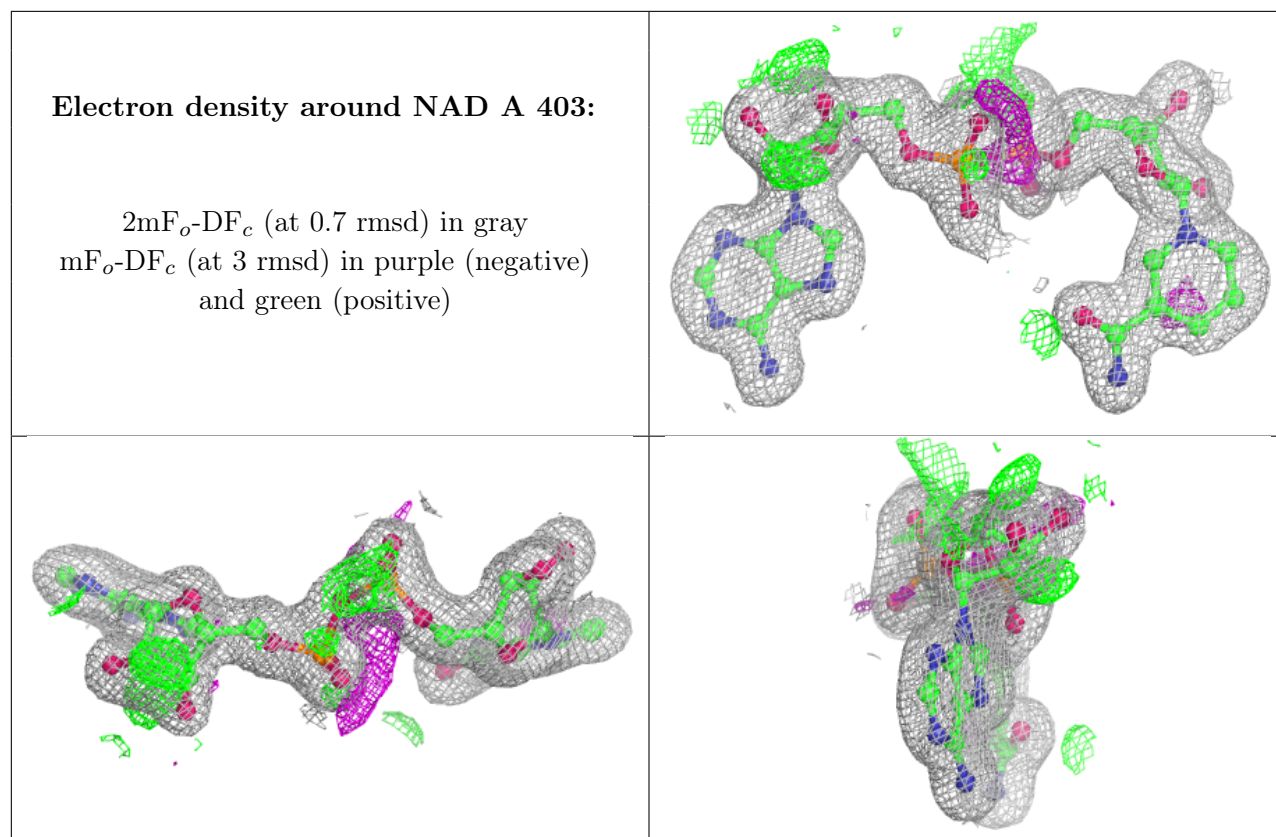 Electron density around NAD A 403:
2mFo-DFc (at 0.7 rmsd) in gray
mFo-DFc (at 3 rmsd) in purple (negative)
and green (positive)